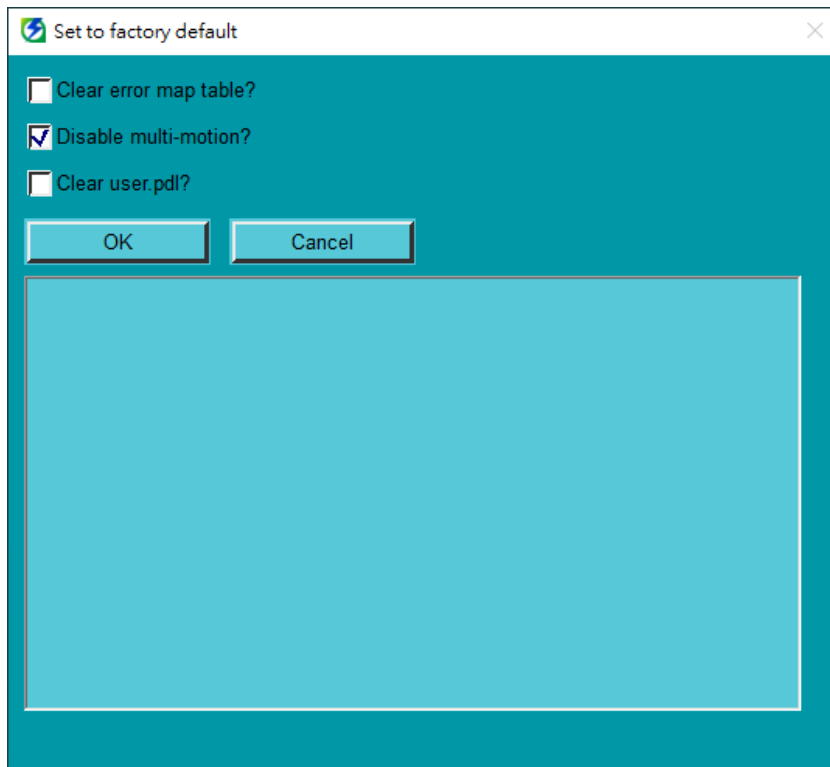 Set to factory default
Clear error map table?
Disable multi-motion?
Clear user.pdl?
OK Cancel